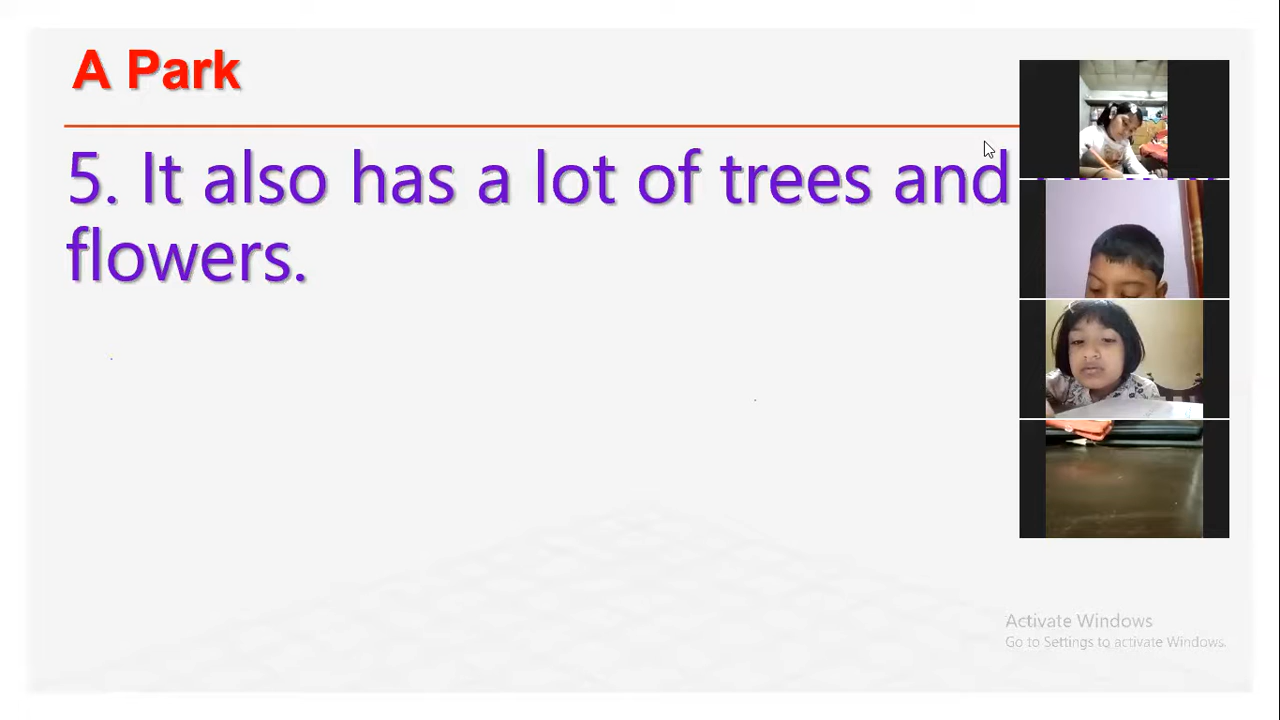 A Park
5. It also has a lot of trees and
flowers.
Activate Windows
Go to Settings to activate Windows.